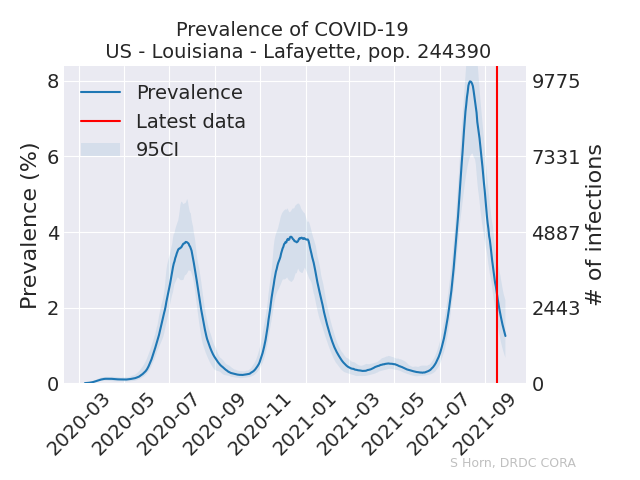 Prevalence of COVID-19
US - Louisiana - Lafayette, pop. 244390
Prevalence
Latest data
95CI
Prevalence (%)
8
6
4
2
0
9775
7331
4887
2443
0
# of infections
2020-03
2020-05
2020-07
2020-09
2020-11
2021-01
2021-03
2021-05
2021-07
2021-09
S Horn, DRDC CORA